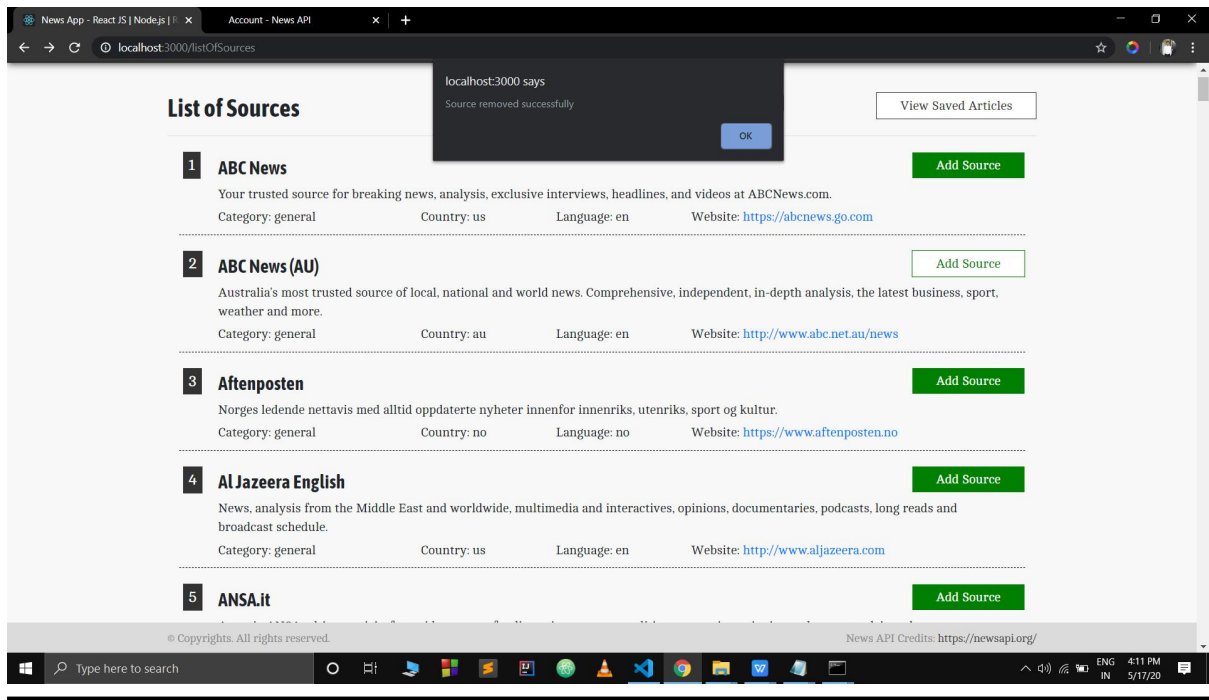 News App - React JS | Node.js | R
Account - News API
localhost:3000/listOfSources
localhost:3000 says
Source removed successfully
OK
List of Sources
View Saved Articles
1
ABC News
Add Source
Your trusted source for breaking news, analysis, exclusive interviews, headlines, and videos at ABCNews.com.
Category: general Country: us Language: en Website: https://abcnews.go.com
2
ABC News (AU)
Add Source
Australia's most trusted source of local, national and world news. Comprehensive, independent, in-depth analysis, the latest business, sport,
weather and more.
Category: general Country: au Language: en Website: http://www.abc.net.au/news
3
Aftenposten
Add Source
Norges ledende nettavis med alltid oppdaterte nyheter innenfor innenriks, utenriks, sport og kultur.
Category: general Country: no Language: no Website: https://www.aftenposten.no
4
Al Jazeera English
Add Source
News, analysis from the Middle East and worldwide, multimedia and interactives, opinions, documentaries, podcasts, long reads and
broadcast schedule.
Category: general Country: us Language: en Website: http://www.aljazeera.com
5
ANSA.it
Add Source
© Copyrights. All rights reserved.
News API Credits: https://newsapi.org/
Type here to search
ENG
IN
4:11 PM
5/17/20